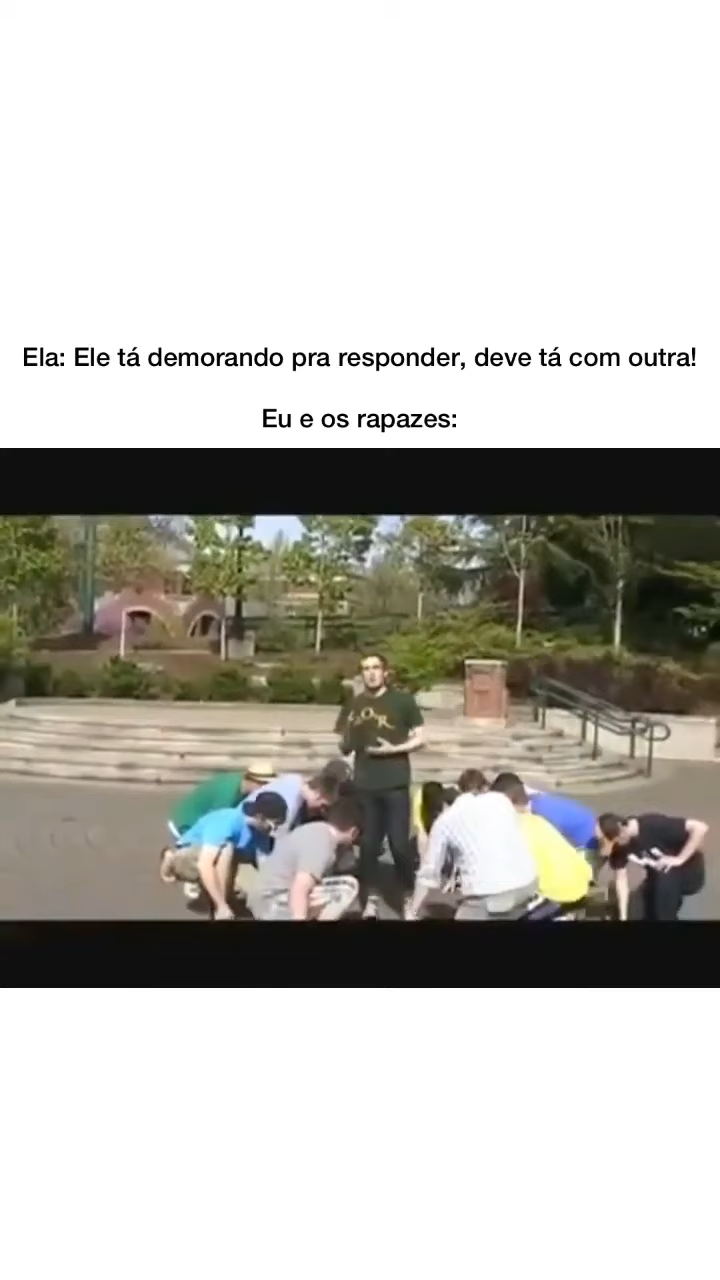 Ela: Ele tá demorando pra responder, deve tá com outra!
Eu e os rapazes: